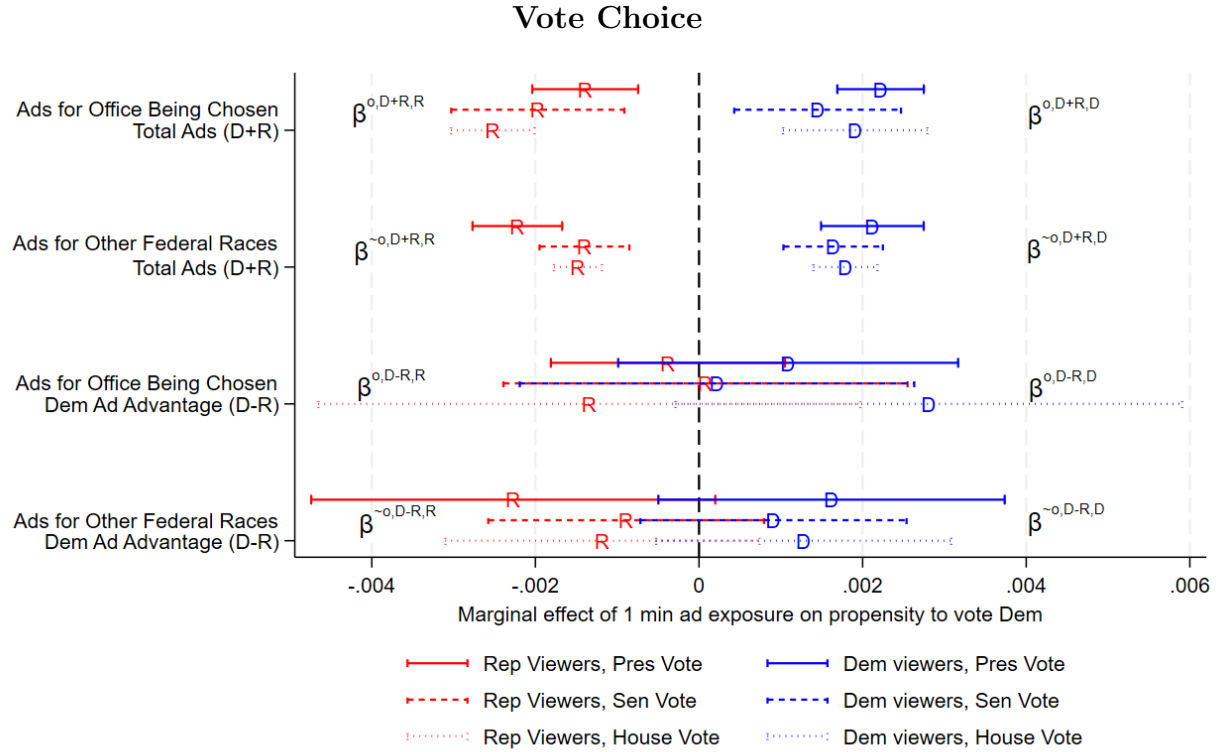 Vote Choice
Ads for Office Being Chosen
Total Ads (D+R)
β^o,D+R,R
R
R
R
D
D
D
β^o,D+R,D
Ads for Other Federal Races
Total Ads (D+R)
β^~o,D+R,R
R
R
R
D
D
D
β^~o,D+R,D
Ads for Office Being Chosen
Dem Ad Advantage (D-R)
β^o,D-R,R
R
D
R
D
R
D
β^o,D-R,D
Ads for Other Federal Races
Dem Ad Advantage (D-R)
β^~o,D-R,R
R
D
R
D
R
D
β^~o,D-R,D
-.004 -.002 0 .002 .004 .006
Marginal effect of 1 min ad exposure on propensity to vote Dem
Rep Viewers, Pres Vote Dem viewers, Pres Vote
Rep Viewers, Sen Vote Dem viewers, Sen Vote
Rep Viewers, House Vote Dem viewers, House Vote